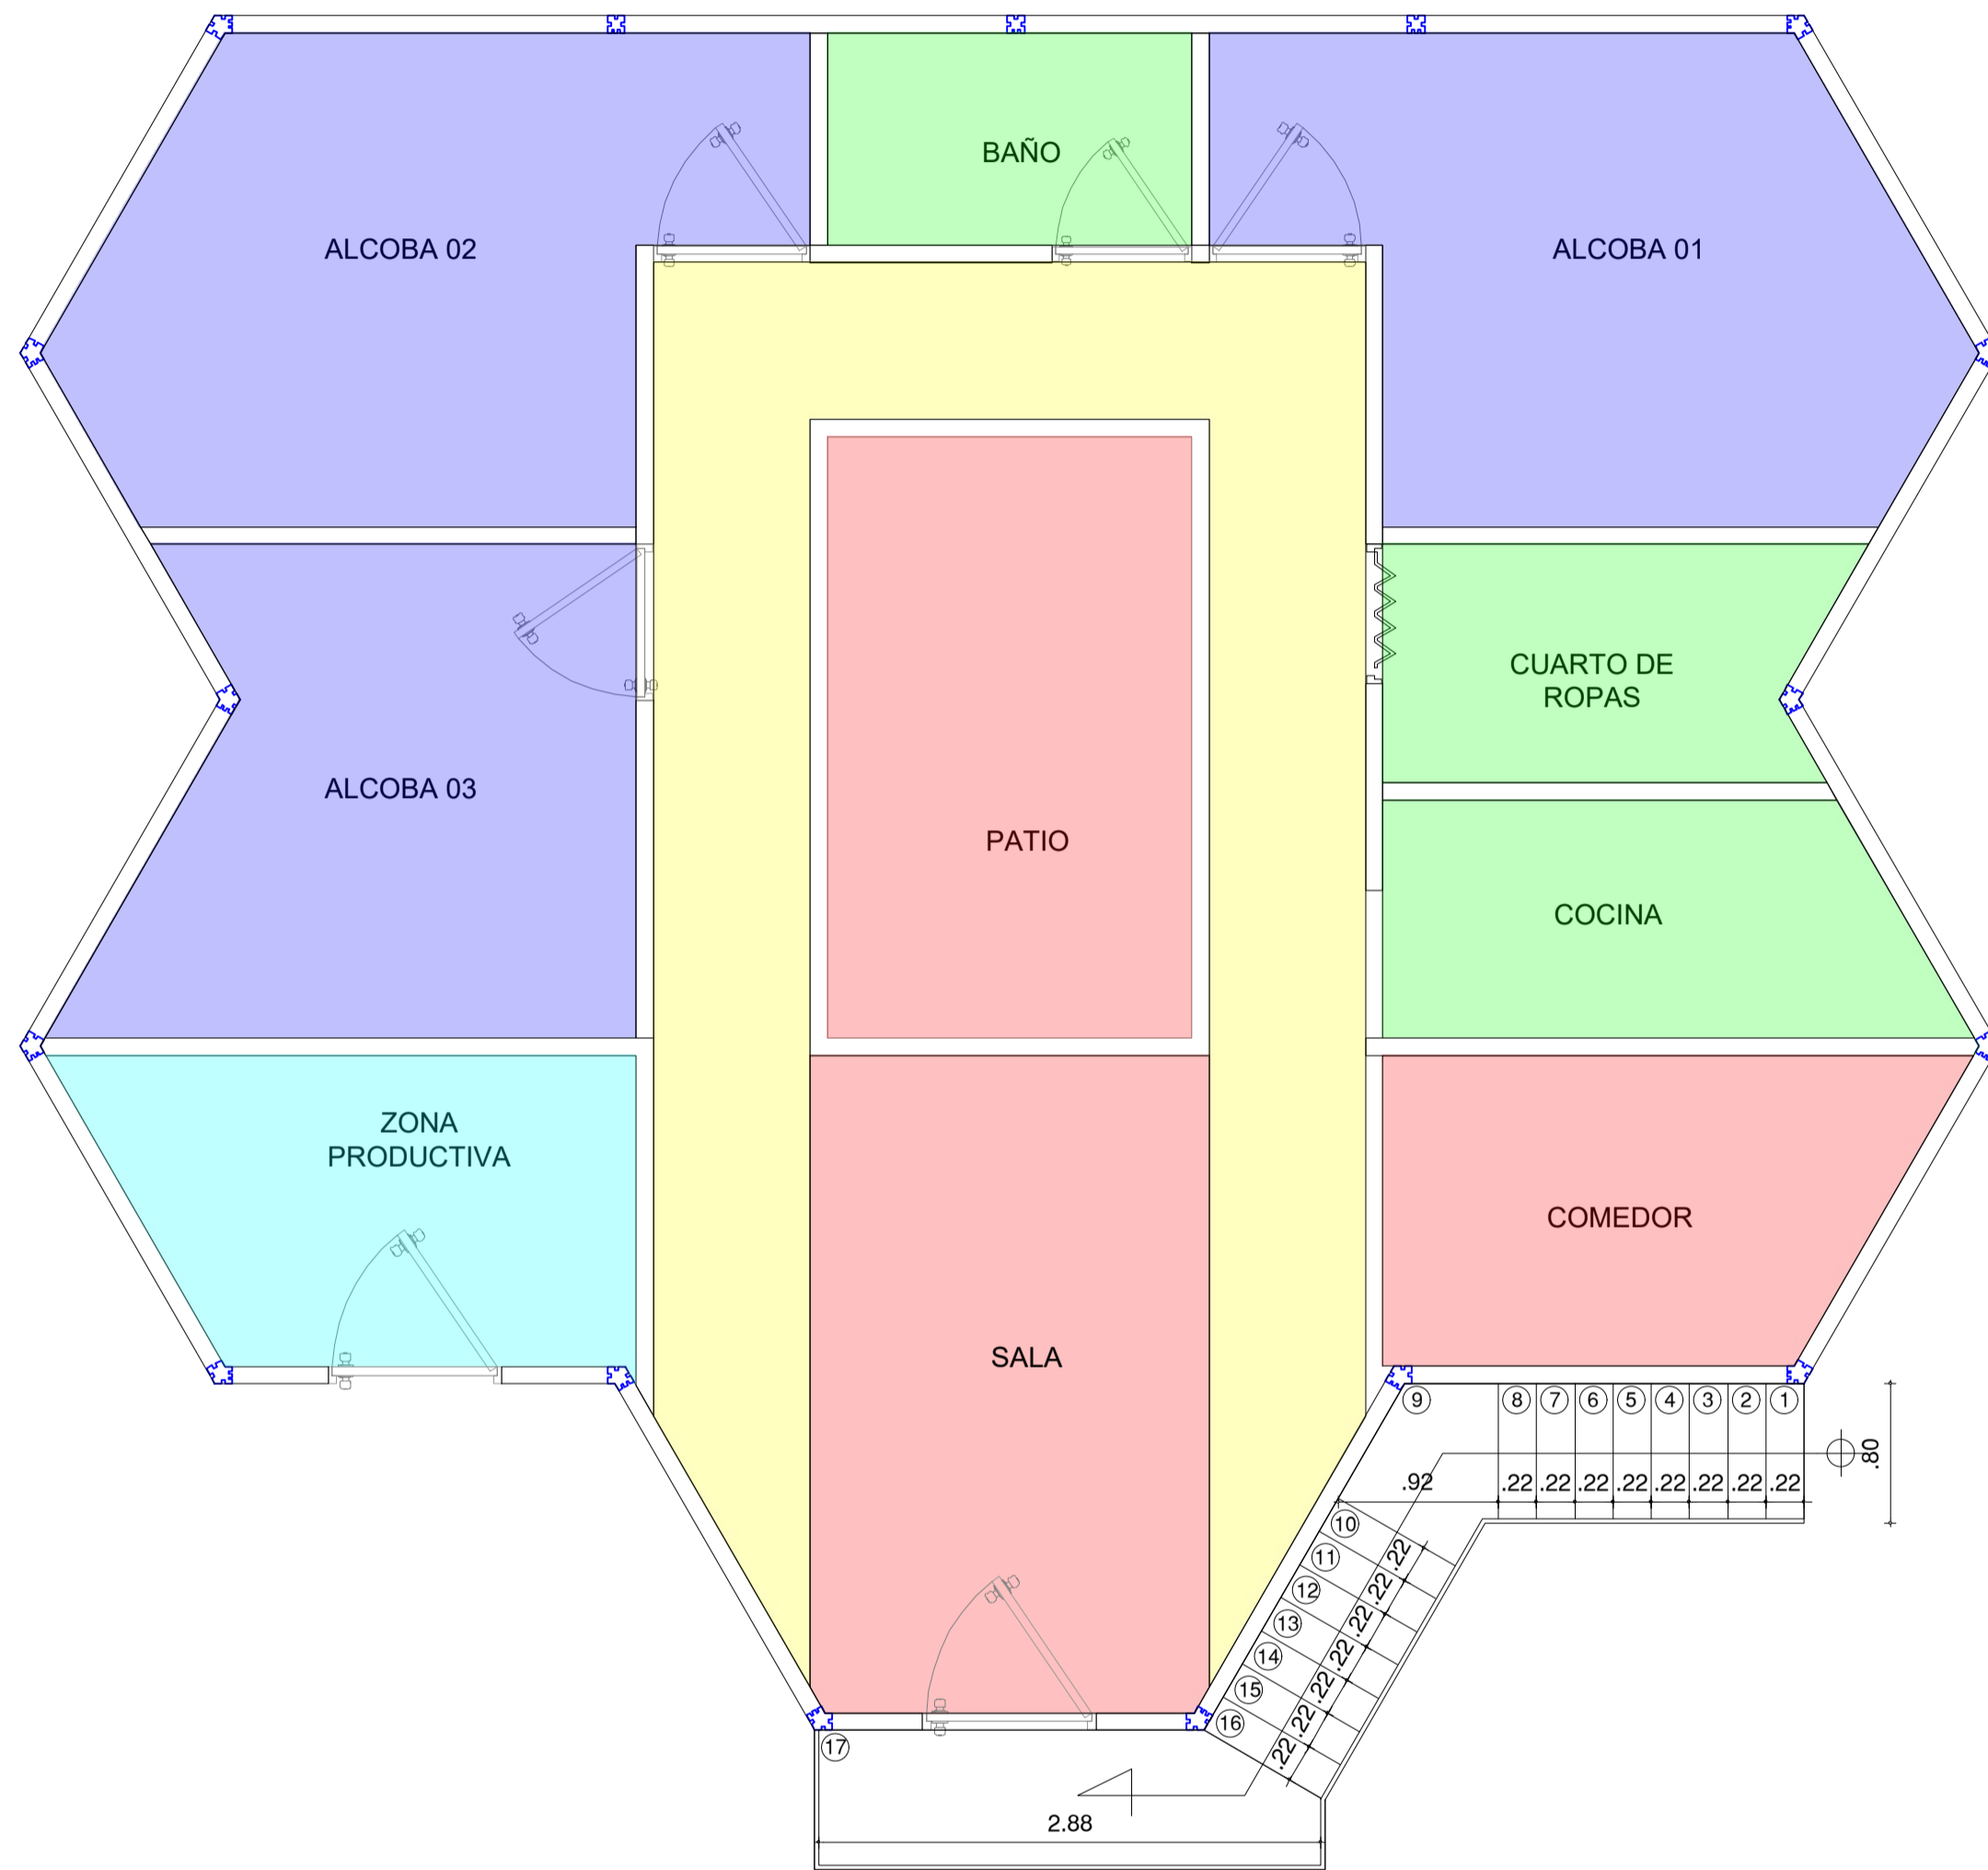 BAÑO
ALCOBA 02
ALCOBA 01
CUARTO DE
ROPAS
ALCOBA 03
PATIO
COCINA
ZONA
PRODUCTIVA
COMEDOR
SALA
9 8 7 6 5 4 3 2 1
.80
.92 .22 .22 .22 .22 .22 .22 .22 .22
10
11
12
13
14
15
16
.22
.22
.22
.22
.22
.22
.22
17
2.88